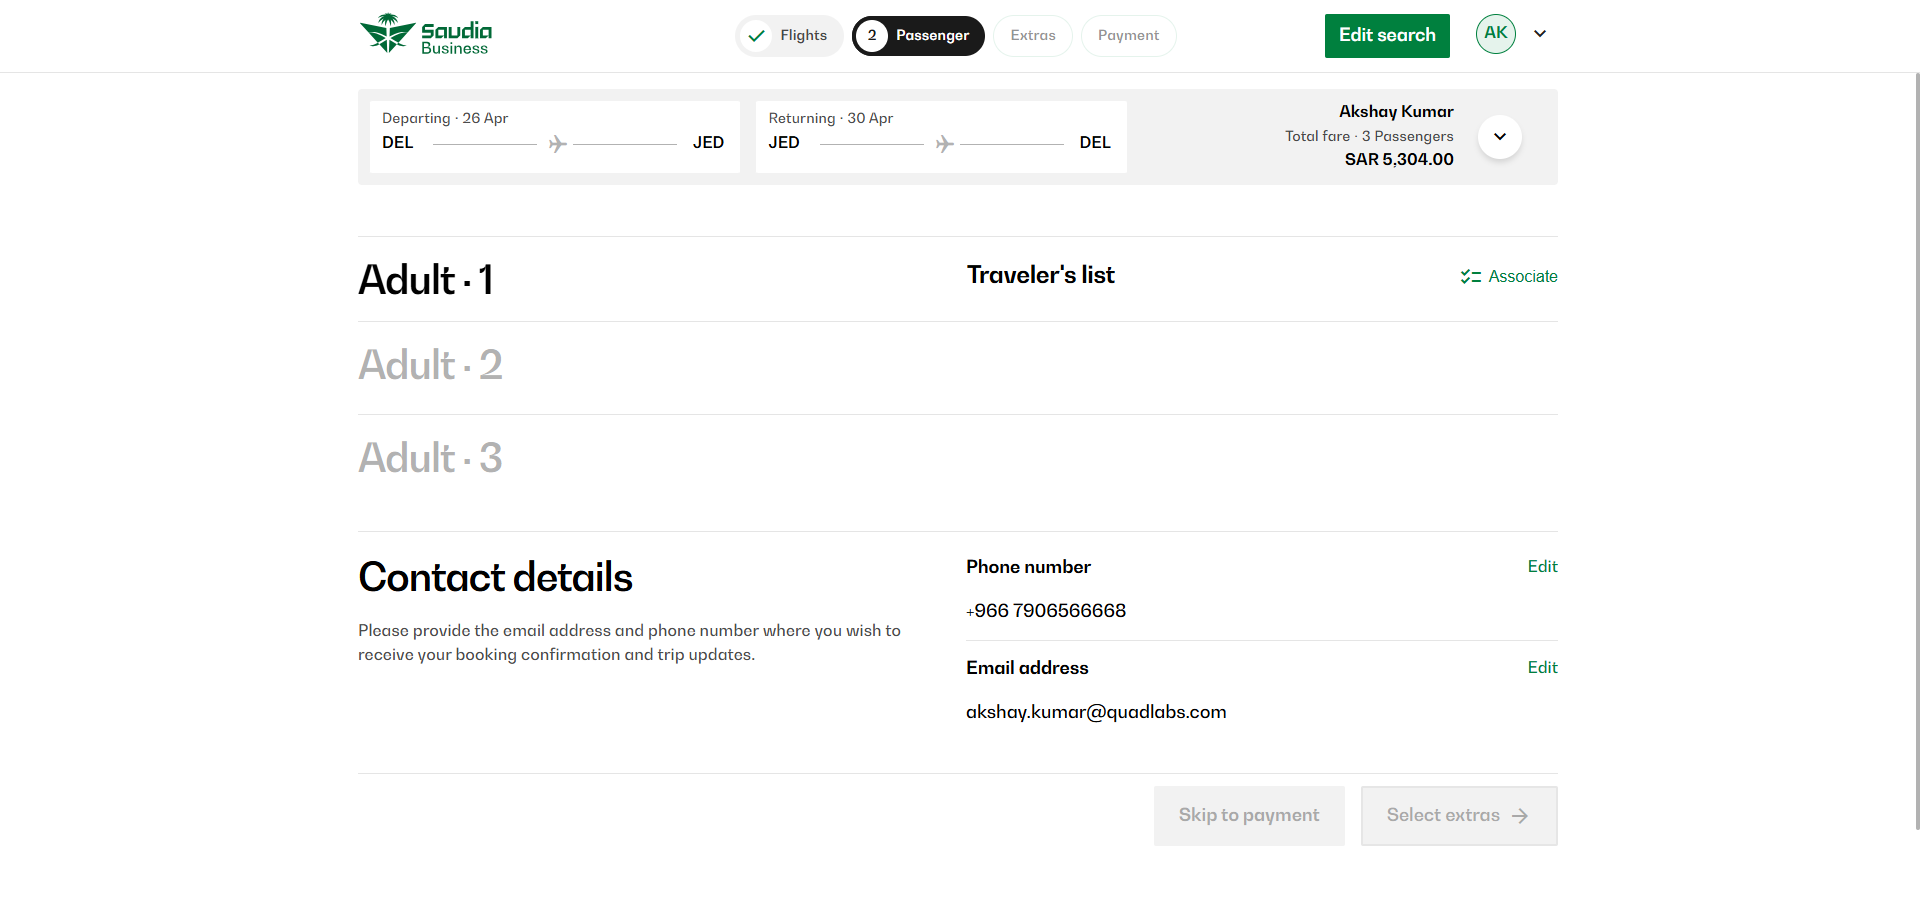 Saudia
Business
Flights
2 Passenger
Extras
Payment
Edit search
AK
Departing · 26 Apr
DEL JED
Returning · 30 Apr
JED DEL
Akshay Kumar
Total fare · 3 Passengers
SAR 5,304.00
Adult · 1
Traveler's list
Associate
Adult · 2
Adult · 3
Contact details
Please provide the email address and phone number where you wish to
receive your booking confirmation and trip updates.
Phone number
Edit
+966 7906566668
Email address
Edit
akshay.kumar@quadlabs.com
Skip to payment
Select extras